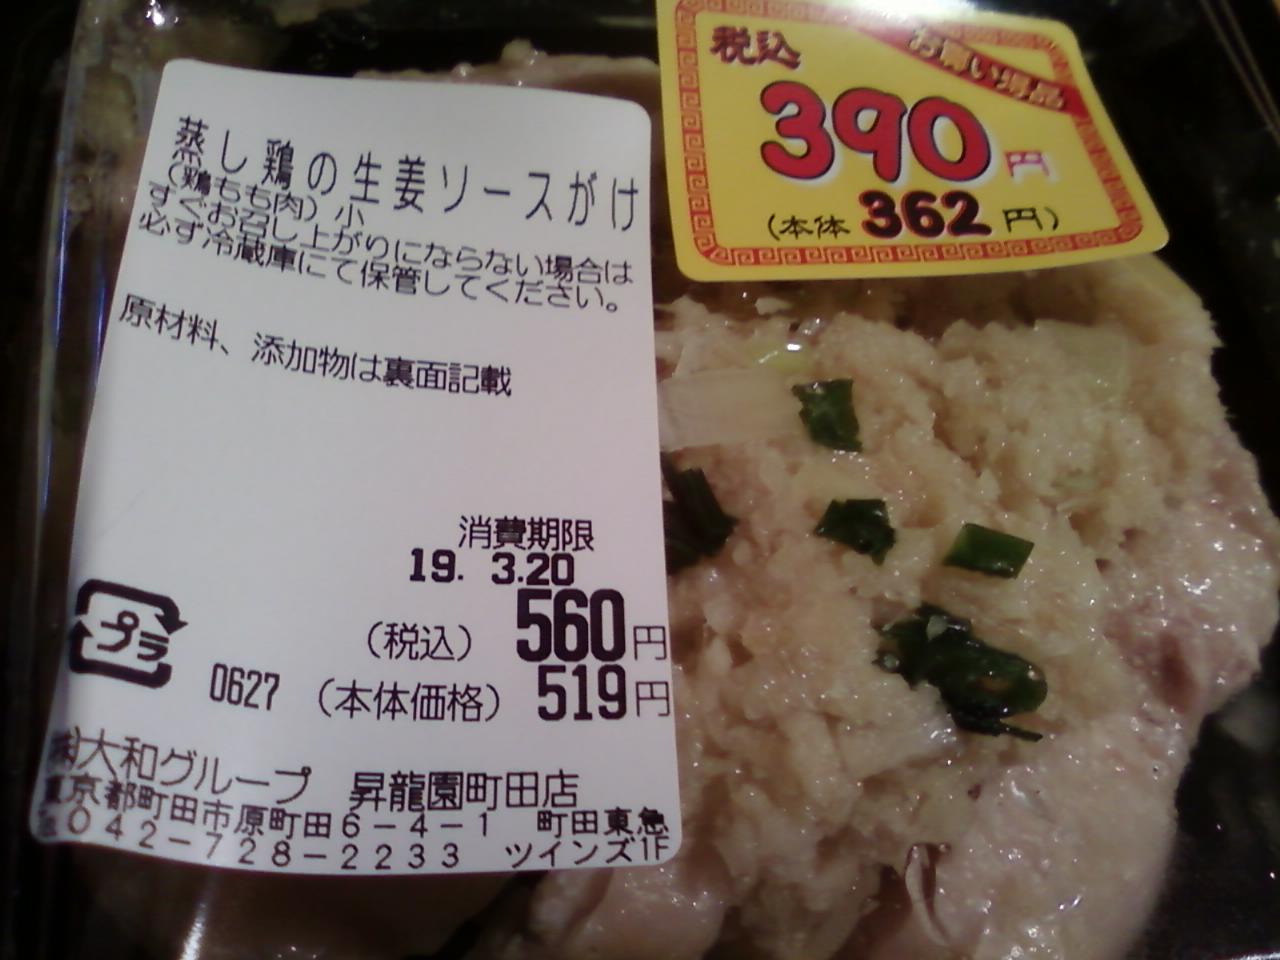 蒸し鶏の生姜ソースがけ
(鶏もも肉)小
すぐお召し上がりにならない場合は
必ず冷蔵庫にて保管してください。
原材料、添加物は裏面記載
消費期限
19. 3.20
(税込) 560円
プラ
0627 (本体価格) 519円
㈱大和グループ 昇龍園町田店
東京都町田市原町田6-4-1 町田東急
℡042-728-2233 ツインズ1F
お買い得品
税込
390円
(本体362円)